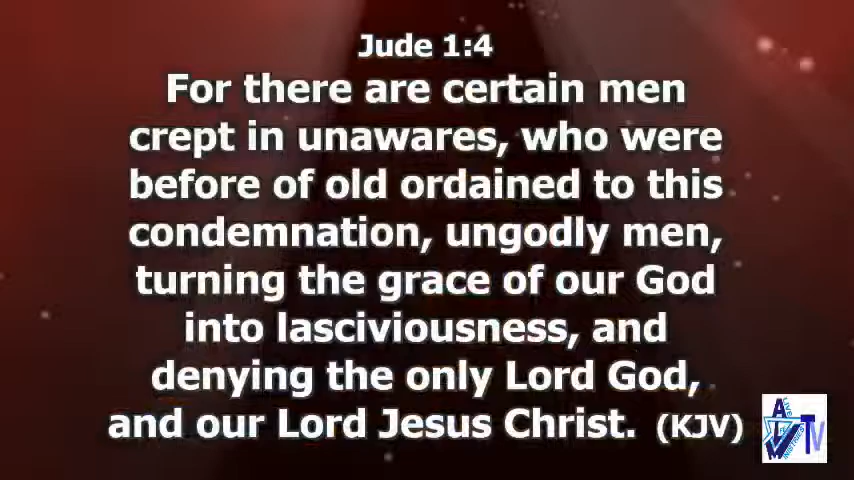 Jude 1:4
For there are certain men
crept in unawares, who were
before of old ordained to this
condemnation, ungodly men,
turning the grace of our God
into lasciviousness, and
denying the only Lord God,
and our Lord Jesus Christ. (KJV)
TV